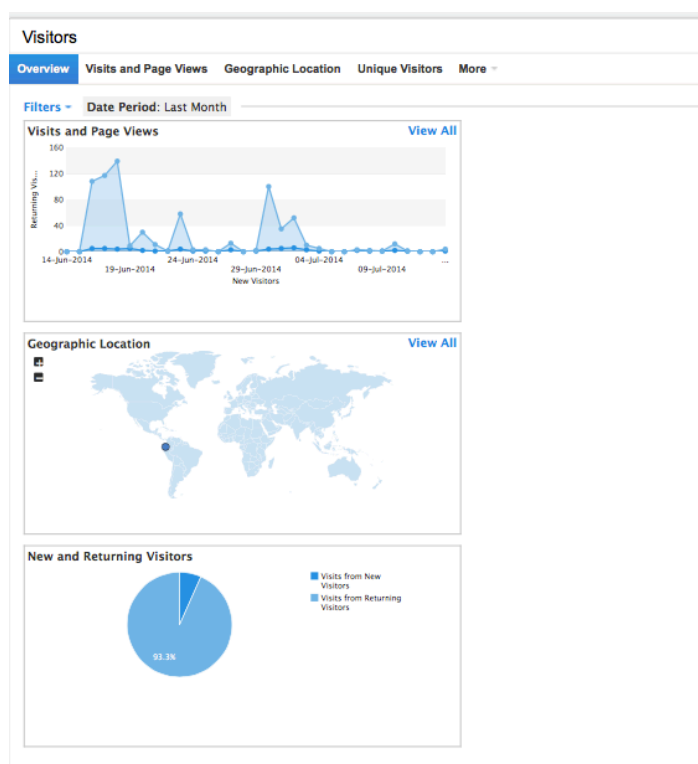 Visitors
Overview Visits and Page Views Geographic Location Unique Visitors More
Filters Date Period: Last Month
Visits and Page Views View All
160
120
80
40
0
Returning Vis...
14-Jun-2014 24-Jun-2014 04-Jul-2014 ...
19-Jun-2014 29-Jun-2014 09-Jul-2014
New Visitors
Geographic Location View All
New and Returning Visitors
Visits from New
Visitors
Visits from Returning
Visitors
93.3%